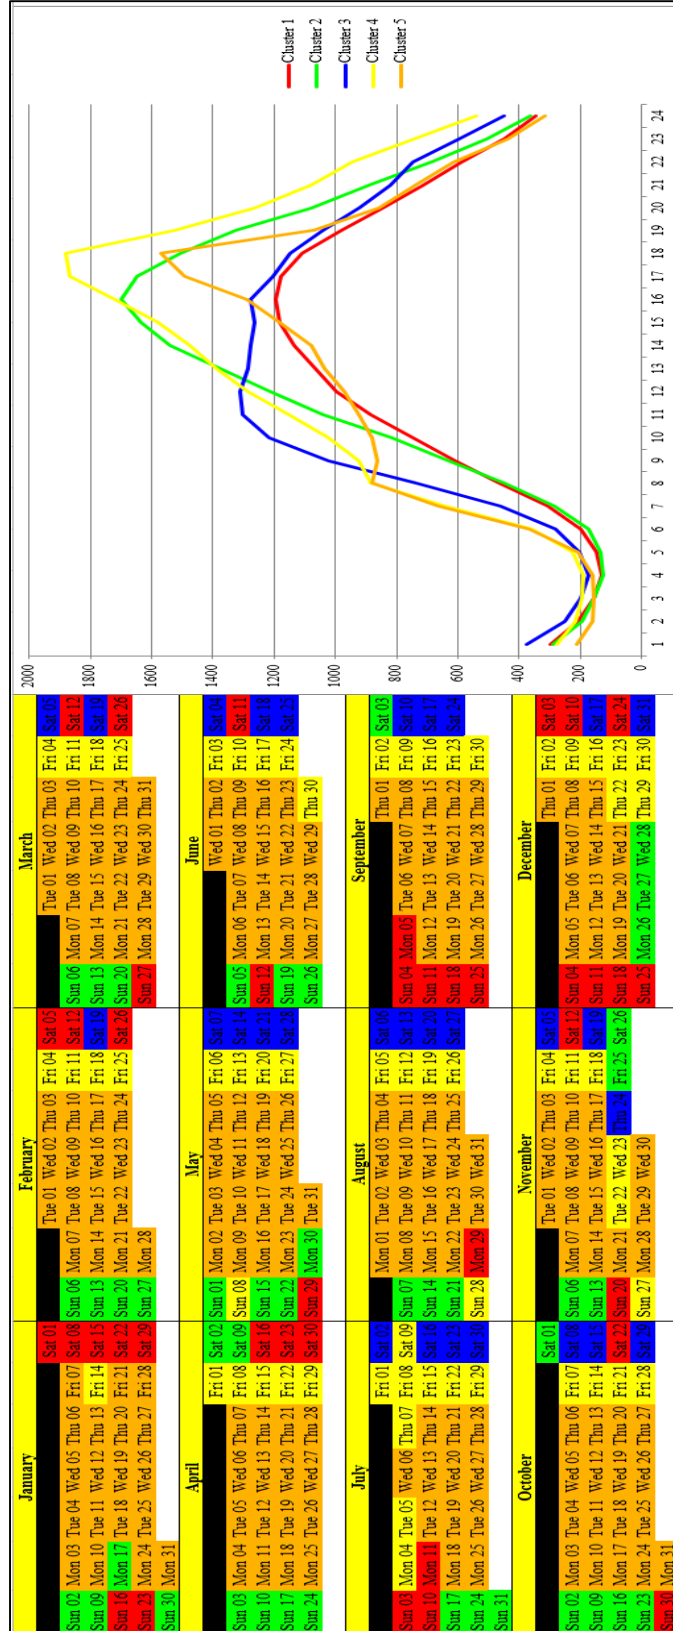 January
Sat 01
Sun 02 Mon 03 Tue 04 Wed 05 Thu 06 Fri 07 Sat 08
Sun 09 Mon 10 Tue 11 Wed 12 Thu 13 Fri 14 Sat 15
Sun 16 Mon 17 Tue 18 Wed 19 Thu 20 Fri 21 Sat 22
Sun 23 Mon 24 Tue 25 Wed 26 Thu 27 Fri 28 Sat 29
Sun 30 Mon 31
February
Tue 01 Wed 02 Thu 03 Fri 04 Sat 05
Sun 06 Mon 07 Tue 08 Wed 09 Thu 10 Fri 11 Sat 12
Sun 13 Mon 14 Tue 15 Wed 16 Thu 17 Fri 18 Sat 19
Sun 20 Mon 21 Tue 22 Wed 23 Thu 24 Fri 25 Sat 26
Sun 27 Mon 28
March
Tue 01 Wed 02 Thu 03 Fri 04 Sat 05
Sun 06 Mon 07 Tue 08 Wed 09 Thu 10 Fri 11 Sat 12
Sun 13 Mon 14 Tue 15 Wed 16 Thu 17 Fri 18 Sat 19
Sun 20 Mon 21 Tue 22 Wed 23 Thu 24 Fri 25 Sat 26
Sun 27 Mon 28 Tue 29 Wed 30 Thu 31
April
Fri 01 Sat 02
Sun 03 Mon 04 Tue 05 Wed 06 Thu 07 Fri 08 Sat 09
Sun 10 Mon 11 Tue 12 Wed 13 Thu 14 Fri 15 Sat 16
Sun 17 Mon 18 Tue 19 Wed 20 Thu 21 Fri 22 Sat 23
Sun 24 Mon 25 Tue 26 Wed 27 Thu 28 Fri 29 Sat 30
May
Sun 01 Mon 02 Tue 03 Wed 04 Thu 05 Fri 06 Sat 07
Sun 08 Mon 09 Tue 10 Wed 11 Thu 12 Fri 13 Sat 14
Sun 15 Mon 16 Tue 17 Wed 18 Thu 19 Fri 20 Sat 21
Sun 22 Mon 23 Tue 24 Wed 25 Thu 26 Fri 27 Sat 28
Sun 29 Mon 30 Tue 31
June
Wed 01 Thu 02 Fri 03 Sat 04
Sun 05 Mon 06 Tue 07 Wed 08 Thu 09 Fri 10 Sat 11
Sun 12 Mon 13 Tue 14 Wed 15 Thu 16 Fri 17 Sat 18
Sun 19 Mon 20 Tue 21 Wed 22 Thu 23 Fri 24 Sat 25
Sun 26 Mon 27 Tue 28 Wed 29 Thu 30
July
Fri 01 Sat 02
Sun 03 Mon 04 Tue 05 Wed 06 Thu 07 Fri 08 Sat 09
Sun 10 Mon 11 Tue 12 Wed 13 Thu 14 Fri 15 Sat 16
Sun 17 Mon 18 Tue 19 Wed 20 Thu 21 Fri 22 Sat 23
Sun 24 Mon 25 Tue 26 Wed 27 Thu 28 Fri 29 Sat 30
Sun 31
August
Mon 01 Tue 02 Wed 03 Thu 04 Fri 05 Sat 06
Sun 07 Mon 08 Tue 09 Wed 10 Thu 11 Fri 12 Sat 13
Sun 14 Mon 15 Tue 16 Wed 17 Thu 18 Fri 19 Sat 20
Sun 21 Mon 22 Tue 23 Wed 24 Thu 25 Fri 26 Sat 27
Sun 28 Mon 29 Tue 30 Wed 31
September
Thu 01 Fri 02 Sat 03
Sun 04 Mon 05 Tue 06 Wed 07 Thu 08 Fri 09 Sat 10
Sun 11 Mon 12 Tue 13 Wed 14 Thu 15 Fri 16 Sat 17
Sun 18 Mon 19 Tue 20 Wed 21 Thu 22 Fri 23 Sat 24
Sun 25 Mon 26 Tue 27 Wed 28 Thu 29 Fri 30
October
Sat 01
Sun 02 Mon 03 Tue 04 Wed 05 Thu 06 Fri 07 Sat 08
Sun 09 Mon 10 Tue 11 Wed 12 Thu 13 Fri 14 Sat 15
Sun 16 Mon 17 Tue 18 Wed 19 Thu 20 Fri 21 Sat 22
Sun 23 Mon 24 Tue 25 Wed 26 Thu 27 Fri 28 Sat 29
Sun 30 Mon 31
November
Tue 01 Wed 02 Thu 03 Fri 04 Sat 05
Sun 06 Mon 07 Tue 08 Wed 09 Thu 10 Fri 11 Sat 12
Sun 13 Mon 14 Tue 15 Wed 16 Thu 17 Fri 18 Sat 19
Sun 20 Mon 21 Tue 22 Wed 23 Thu 24 Fri 25 Sat 26
Sun 27 Mon 28 Tue 29 Wed 30
December
Thu 01 Fri 02 Sat 03
Sun 04 Mon 05 Tue 06 Wed 07 Thu 08 Fri 09 Sat 10
Sun 11 Mon 12 Tue 13 Wed 14 Thu 15 Fri 16 Sat 17
Sun 18 Mon 19 Tue 20 Wed 21 Thu 22 Fri 23 Sat 24
Sun 25 Mon 26 Tue 27 Wed 28 Thu 29 Fri 30 Sat 31
2000
1800
1600
1400
1200
1000
800
600
400
200
0
1 2 3 4 5 6 7 8 9 10 11 12 13 14 15 16 17 18 19 20 21 22 23 24
Cluster 1
Cluster 2
Cluster 3
Cluster 4
Cluster 5